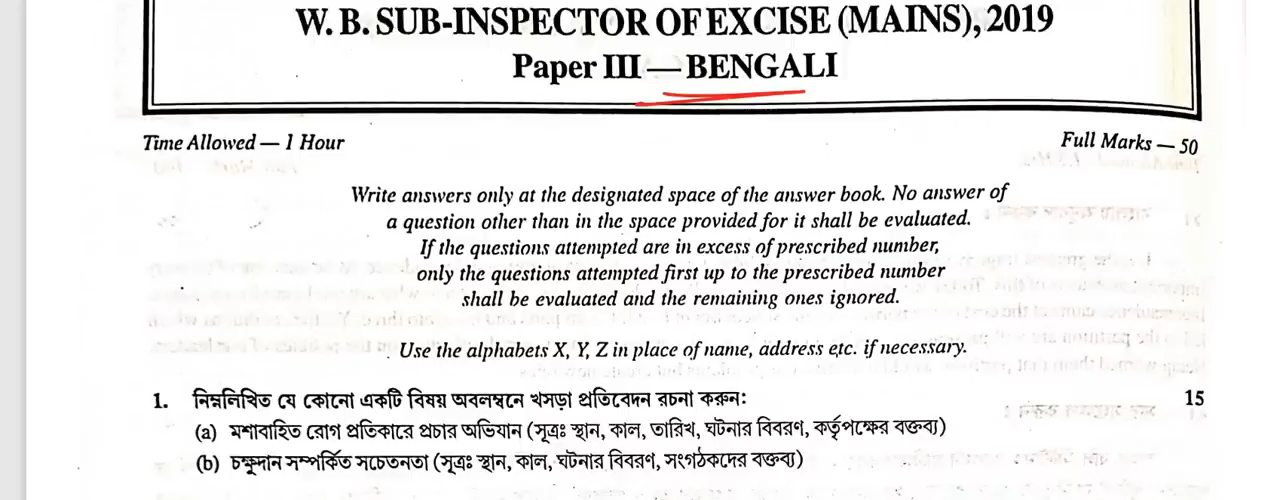 W. B. SUB-INSPECTOR OF EXCISE (MAINS), 2019
Paper III — BENGALI
Time Allowed — 1 Hour
Full Marks — 50
Write answers only at the designated space of the answer book. No answer of
a question other than in the space provided for it shall be evaluated.
If the questions attempted are in excess of prescribed number,
only the questions attempted first up to the prescribed number
shall be evaluated and the remaining ones ignored.
Use the alphabets X, Y, Z in place of name, address etc. if necessary.
1. নিম্নলিখিত যে কোনো একটি বিষয় অবলম্বনে খসড়া প্রতিবেদন রচনা করুন: 15
(a) মশাবাহিত রোগ প্রতিকারে প্রচার অভিযান (সূত্রঃ স্থান, কাল, তারিখ, ঘটনার বিবরণ, কর্তৃপক্ষের বক্তব্য)
(b) চক্ষুদান সম্পর্কিত সচেতনতা (সূত্রঃ স্থান, কাল, ঘটনার বিবরণ, সংগঠকদের বক্তব্য)